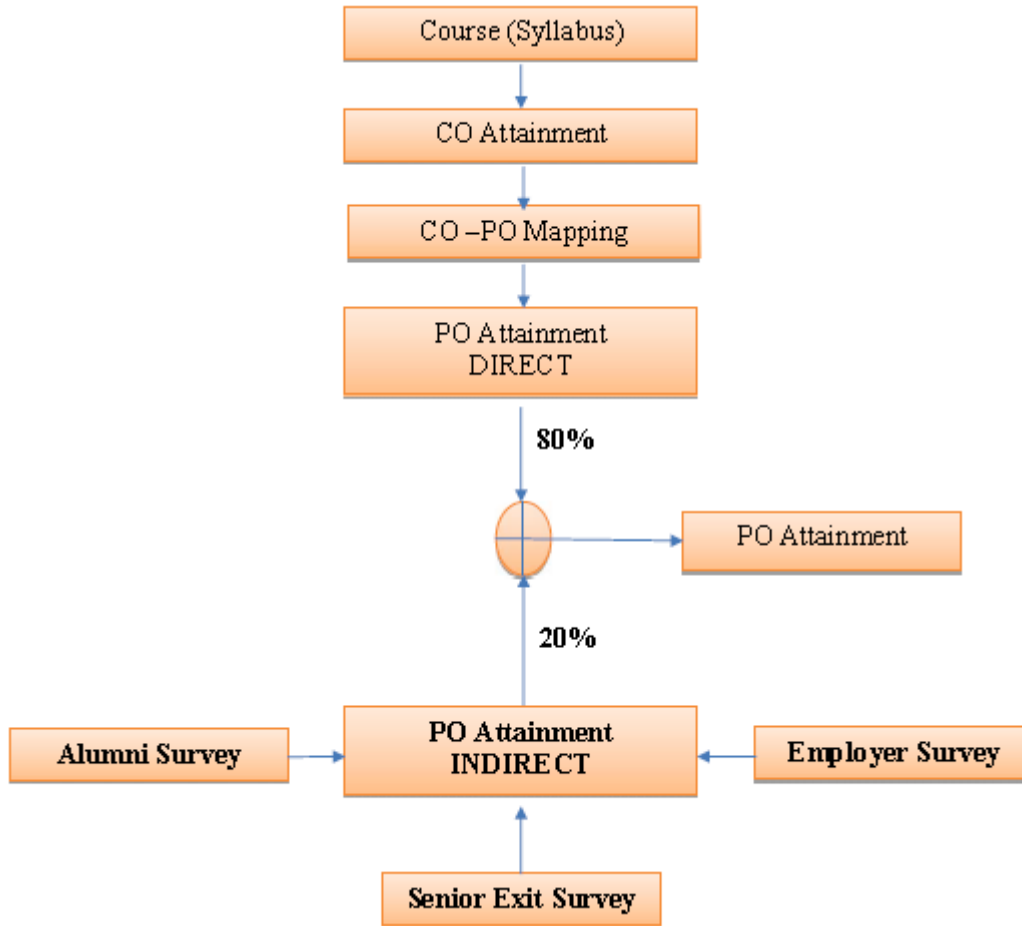 Course (Syllabus)
CO Attainment
CO –PO Mapping
PO Attainment
DIRECT
80%
PO Attainment
20%
PO Attainment
INDIRECT
Alumni Survey
Employer Survey
Senior Exit Survey